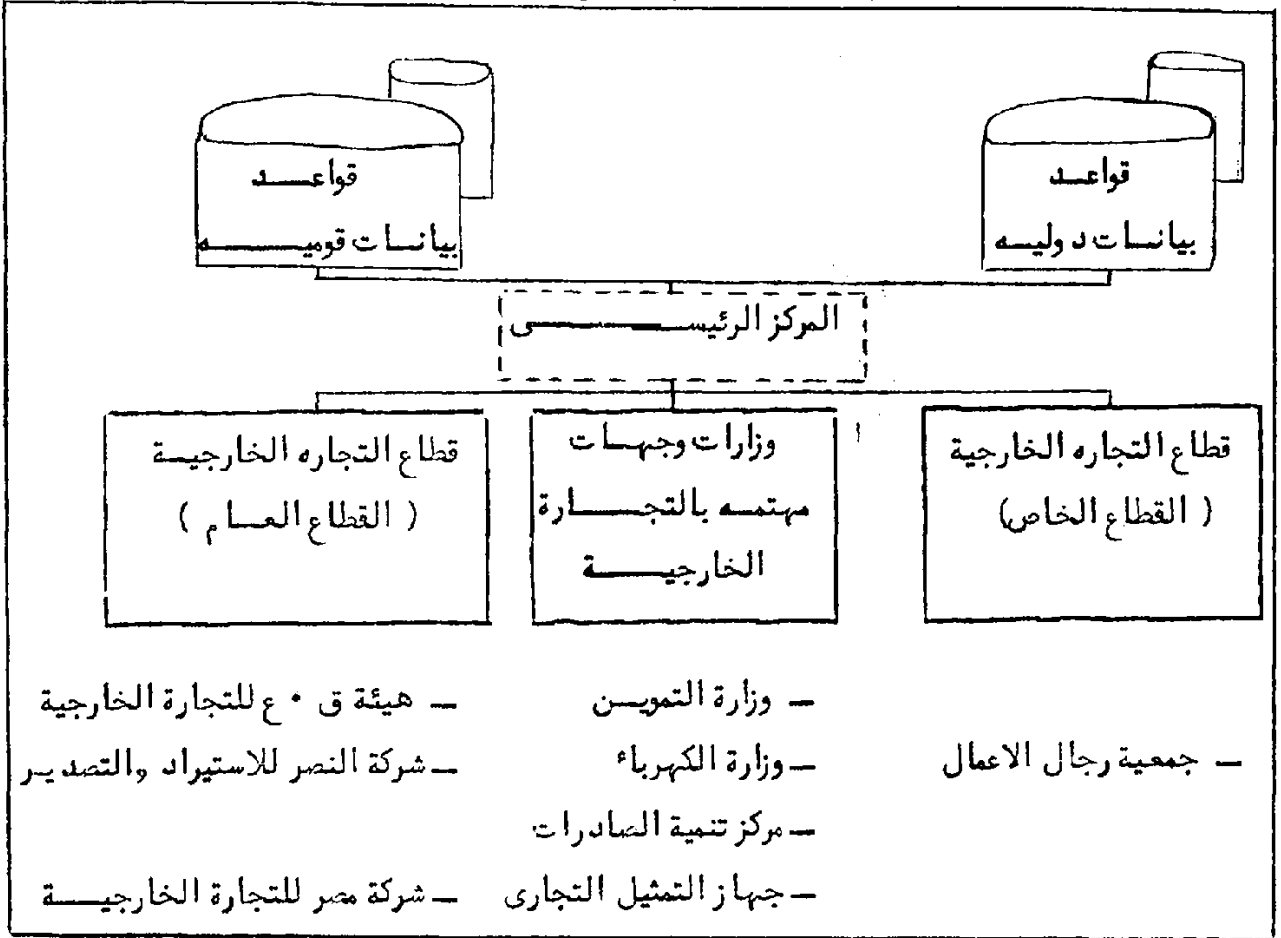 قواعد
بيانات دوليه
قواعد
بيانات قوميه
المركز الرئيسى
قطاع التجاره الخارجية
( القطاع الخاص)
وزارات وجهات
مهتمه بالتجارة
الخارجية
قطاع التجاره الخارجية
( القطاع العام )
— جمعية رجال الاعمال
— وزارة التموين
— وزارة الكهرباء
— مركز تنمية الصادرات
— جهاز التمثيل التجارى
— هيئة ق . ع للتجارة الخارجية
— شركة النصر للاستيراد والتصدير
— شركة مصر للتجارة الخارجية